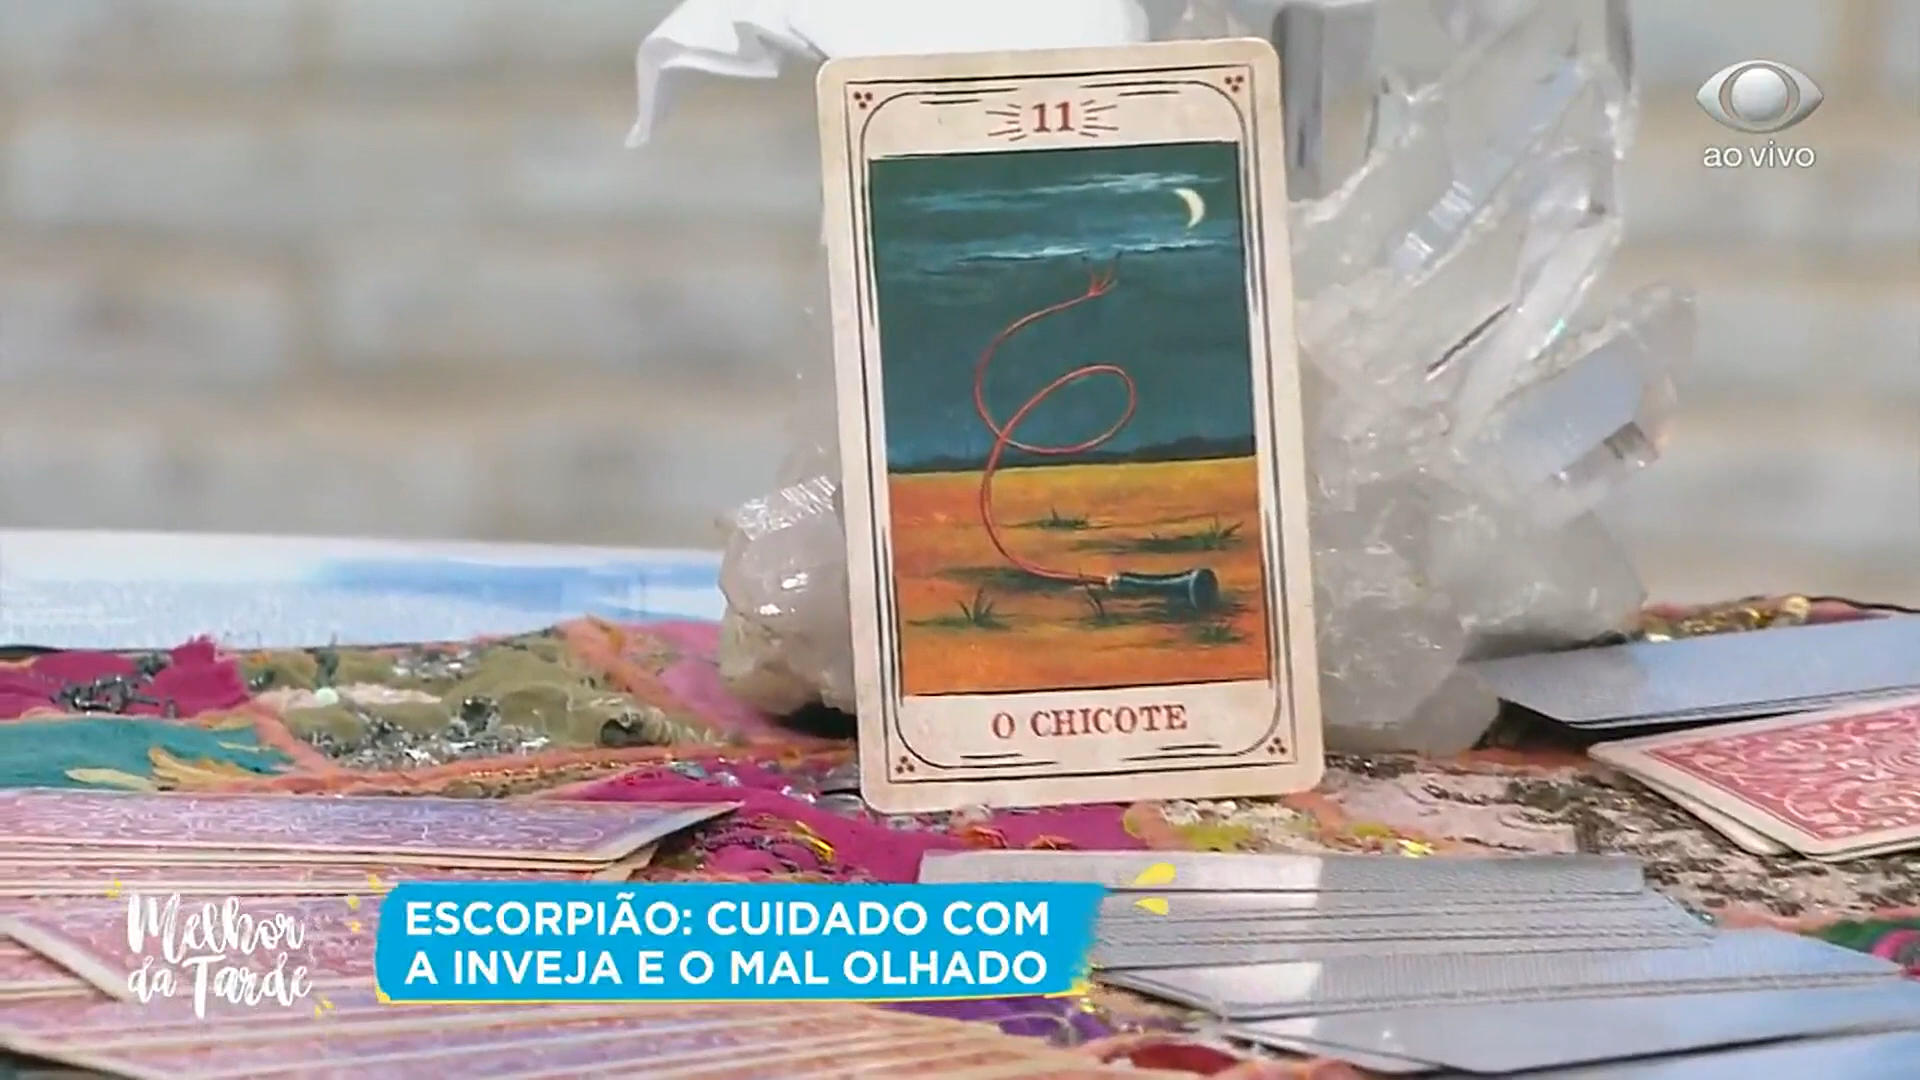 11
ao vivo
O CHICOTE
Melhor
da Tarde
ESCORPIÃO: CUIDADO COM
A INVEJA E O MAL OLHADO